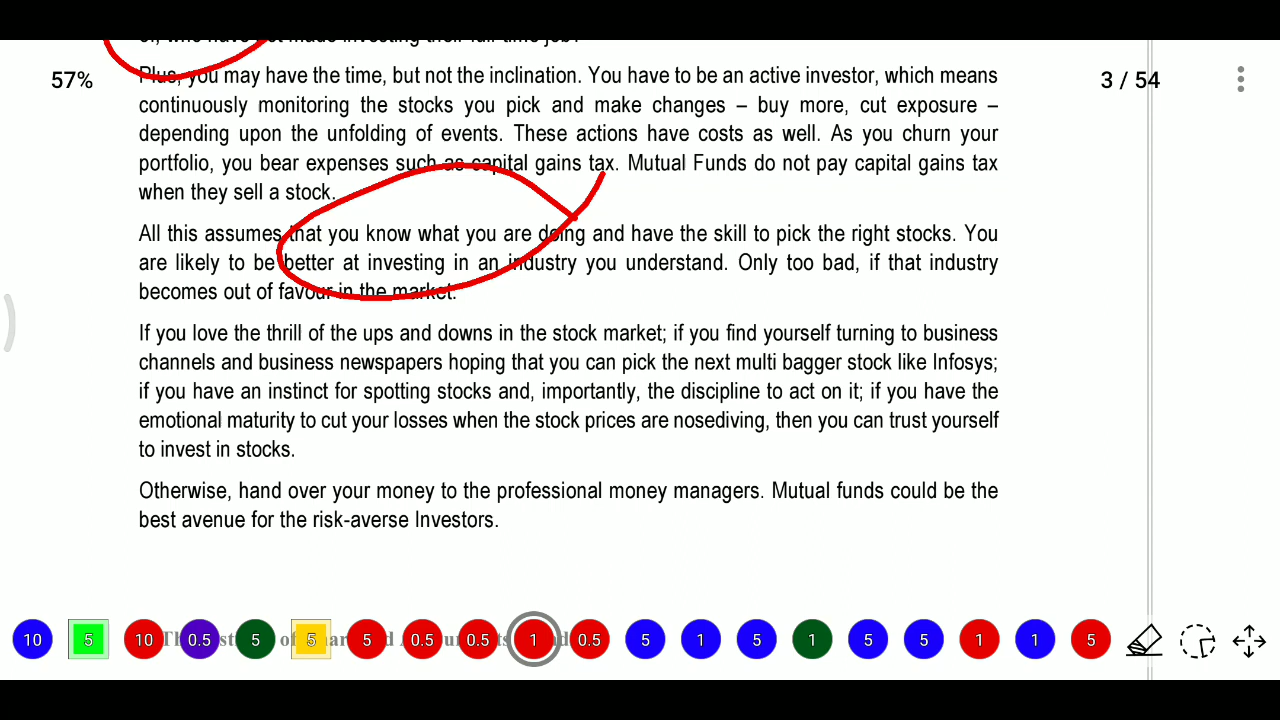 57%
3 / 54
Plus, you may have the time, but not the inclination. You have to be an active investor, which means
continuously monitoring the stocks you pick and make changes – buy more, cut exposure –
depending upon the unfolding of events. These actions have costs as well. As you churn your
portfolio, you bear expenses such as capital gains tax. Mutual Funds do not pay capital gains tax
when they sell a stock.
All this assumes that you know what you are doing and have the skill to pick the right stocks. You
are likely to be better at investing in an industry you understand. Only too bad, if that industry
becomes out of favour in the market.
If you love the thrill of the ups and downs in the stock market; if you find yourself turning to business
channels and business newspapers hoping that you can pick the next multi bagger stock like Infosys;
if you have an instinct for spotting stocks and, importantly, the discipline to act on it; if you have the
emotional maturity to cut your losses when the stock prices are nosediving, then you can trust yourself
to invest in stocks.
Otherwise, hand over your money to the professional money managers. Mutual funds could be the
best avenue for the risk-averse Investors.
10 5 10 0.5 5 5 5 0.5 0.5 1 0.5 5 1 5 1 5 5 1 1 5